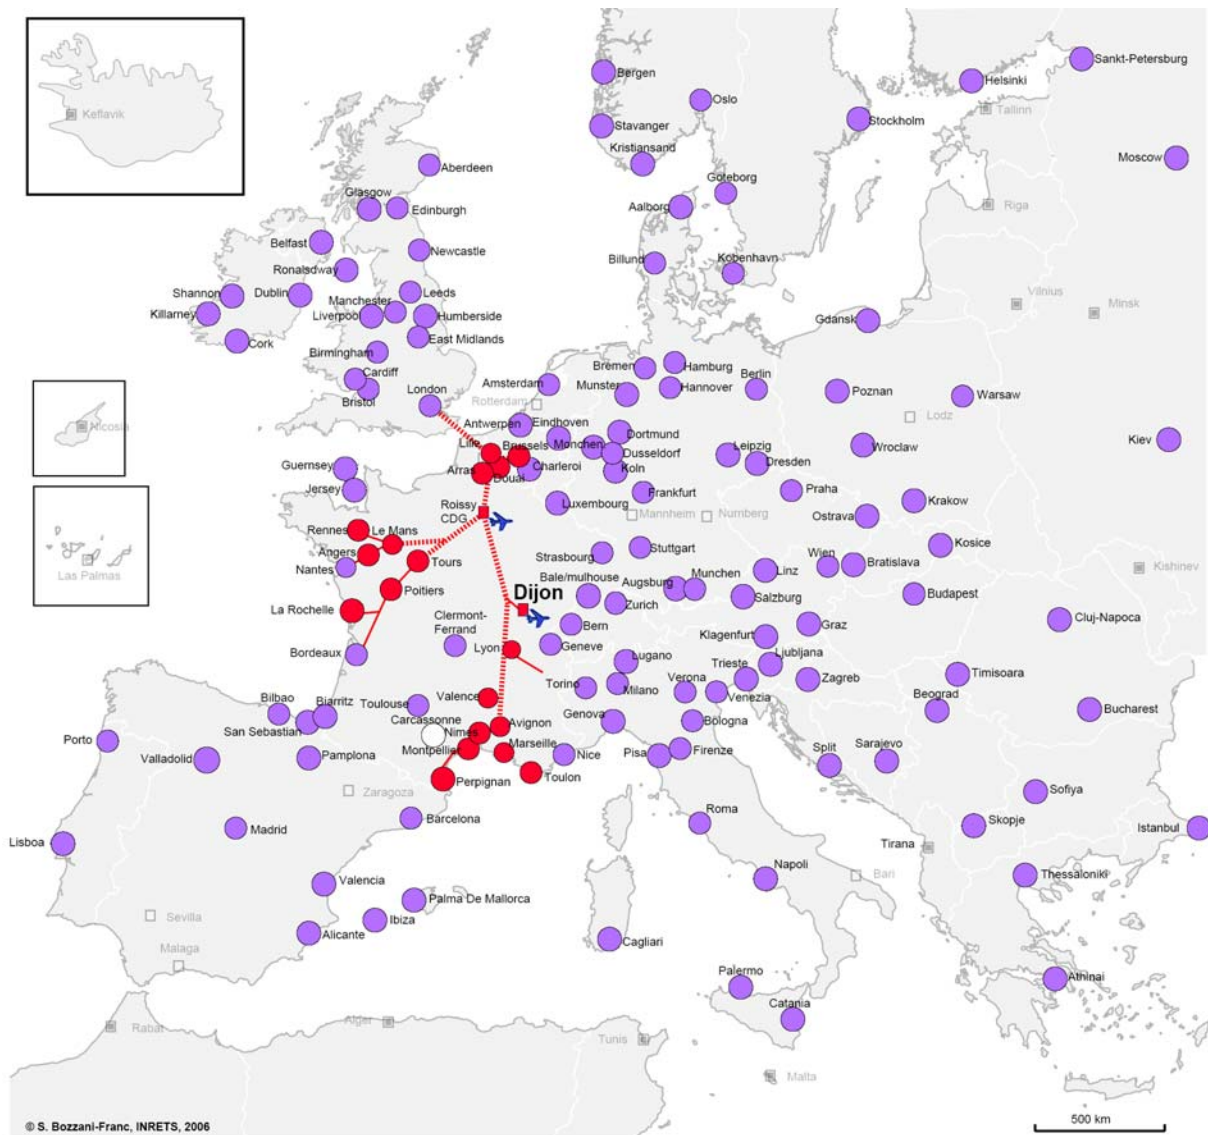 Bergen
Sankt-Petersburg
Helsinki
Oslo
Keflavik
Tallinn
Stavanger
Stockholm
Kristiansand
Moscow
Aberdeen
Göteborg
Glasgow
Edinburgh
Aalborg
Riga
Belfast
Newcastle
Billund
Kobenhavn
Ronalsdway
Shannon
Dublin
Leeds
Manchester
Vilnius
Minsk
Killarney
Liverpool
Humberside
Gdansk
Cork
East Midlands
Birmingham
Bremen
Hamburg
Cardiff
Amsterdam
Munster
Hannover
Berlin
Poznan
Warsaw
London
Bristol
Rotterdam
Lodz
Nicosia
Antwerpen
Eindhoven
Dortmund
Kiev
Lille
Brussels
Monchen
Dusseldorf
Leipzig
Wroclaw
Guernsey
Arras
Douai
Charleroi
Koln
Dresden
Jersey
Roissy
CDG
Luxembourg
Frankfurt
Praha
Krakow
Mannheim
Nurnberg
Ostrava
Rennes
Le Mans
Kosice
Angers
Strasbourg
Stuttgart
Wien
Bratislava
Nantes
Tours
Linz
Kishinev
Las Palmas
Bale/mulhouse
Augsburg
Munchen
Dijon
Poitiers
Zurich
Salzburg
Budapest
La Rochelle
Clermont-
Ferrand
Bern
Graz
Cluj-Napoca
Klagenfurt
Bordeaux
Lyon
Geneve
Lugano
Ljubljana
Trieste
Timisoara
Torino
Milano
Verona
Venezia
Zagreb
Bilbao
Biarritz
Toulouse
Valence
Beograd
Bucharest
San Sebastian
Carcassonne
Avignon
Genova
Bologna
Porto
Nimes
Valladolid
Pamplona
Montpellier
Marseille
Nice
Pisa
Firenze
Split
Sarajevo
Perpignan
Toulon
Zaragoza
Sofiya
Roma
Madrid
Barcelona
Skopje
Istanbul
Lisboa
Tirana
Valencia
Napoli
Bari
Thessaloniki
Palma De Mallorca
Sevilla
Ibiza
Alicante
Cagliari
Malaga
Palermo
Athinai
Catania
Rabat
Alger
Tunis
Malta
500 km
© S. Bozzani-Franc, INRETS, 2006